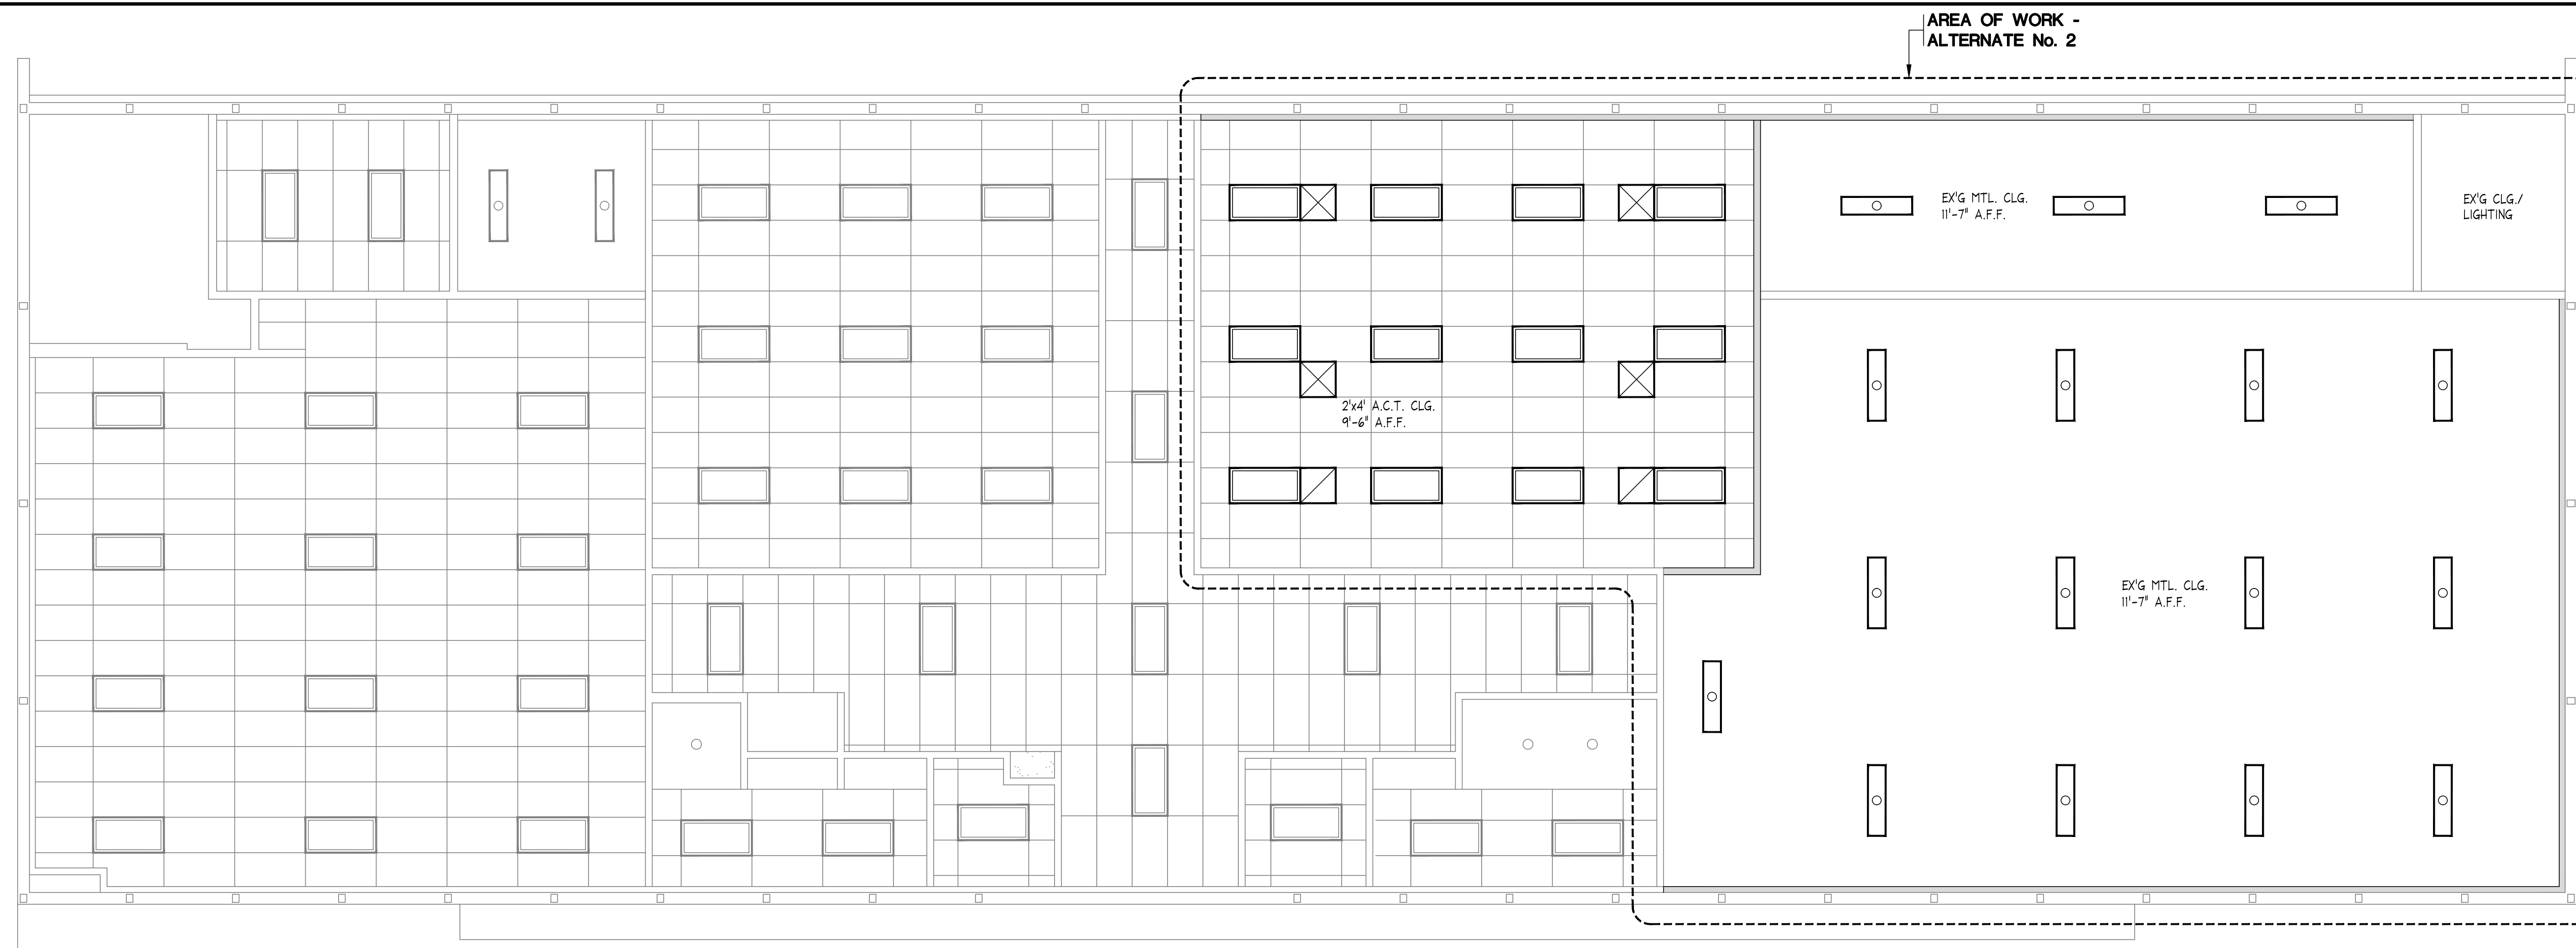 AREA OF WORK -
ALTERNATE No. 2
EX'G MTL. CLG.
11'-7" A.F.F.
EX'G CLG./
LIGHTING
2'x4' A.C.T. CLG.
9'-6" A.F.F.
EX'G MTL. CLG.
11'-7" A.F.F.